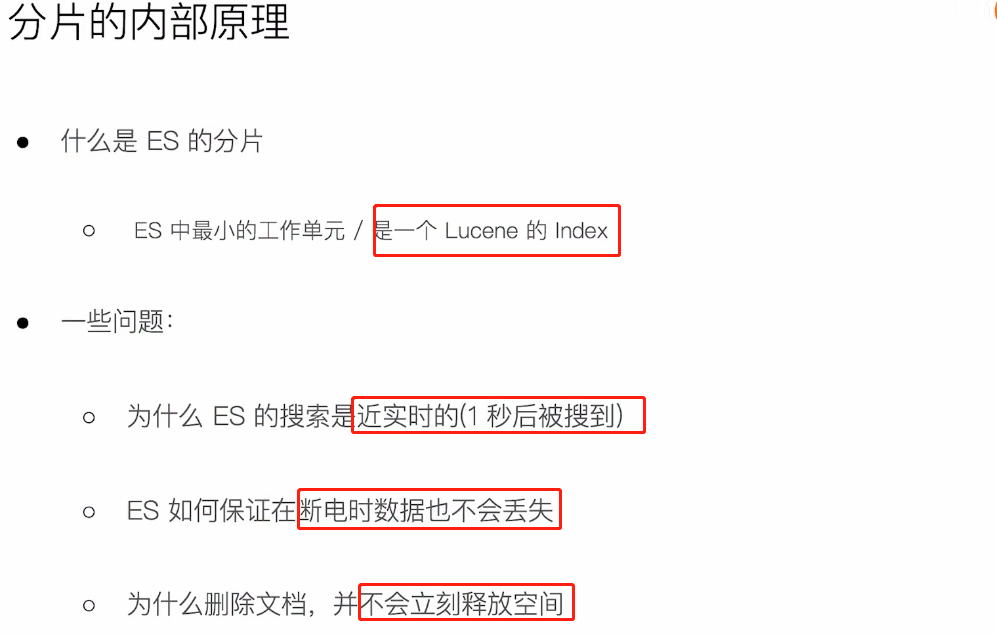 分片的内部原理
什么是 ES 的分片
ES 中最小的工作单元 / 是一个 Lucene 的 Index
一些问题：
为什么 ES 的搜索是近实时的(1 秒后被搜到)
ES 如何保证在断电时数据也不会丢失
为什么删除文档，并不会立刻释放空间